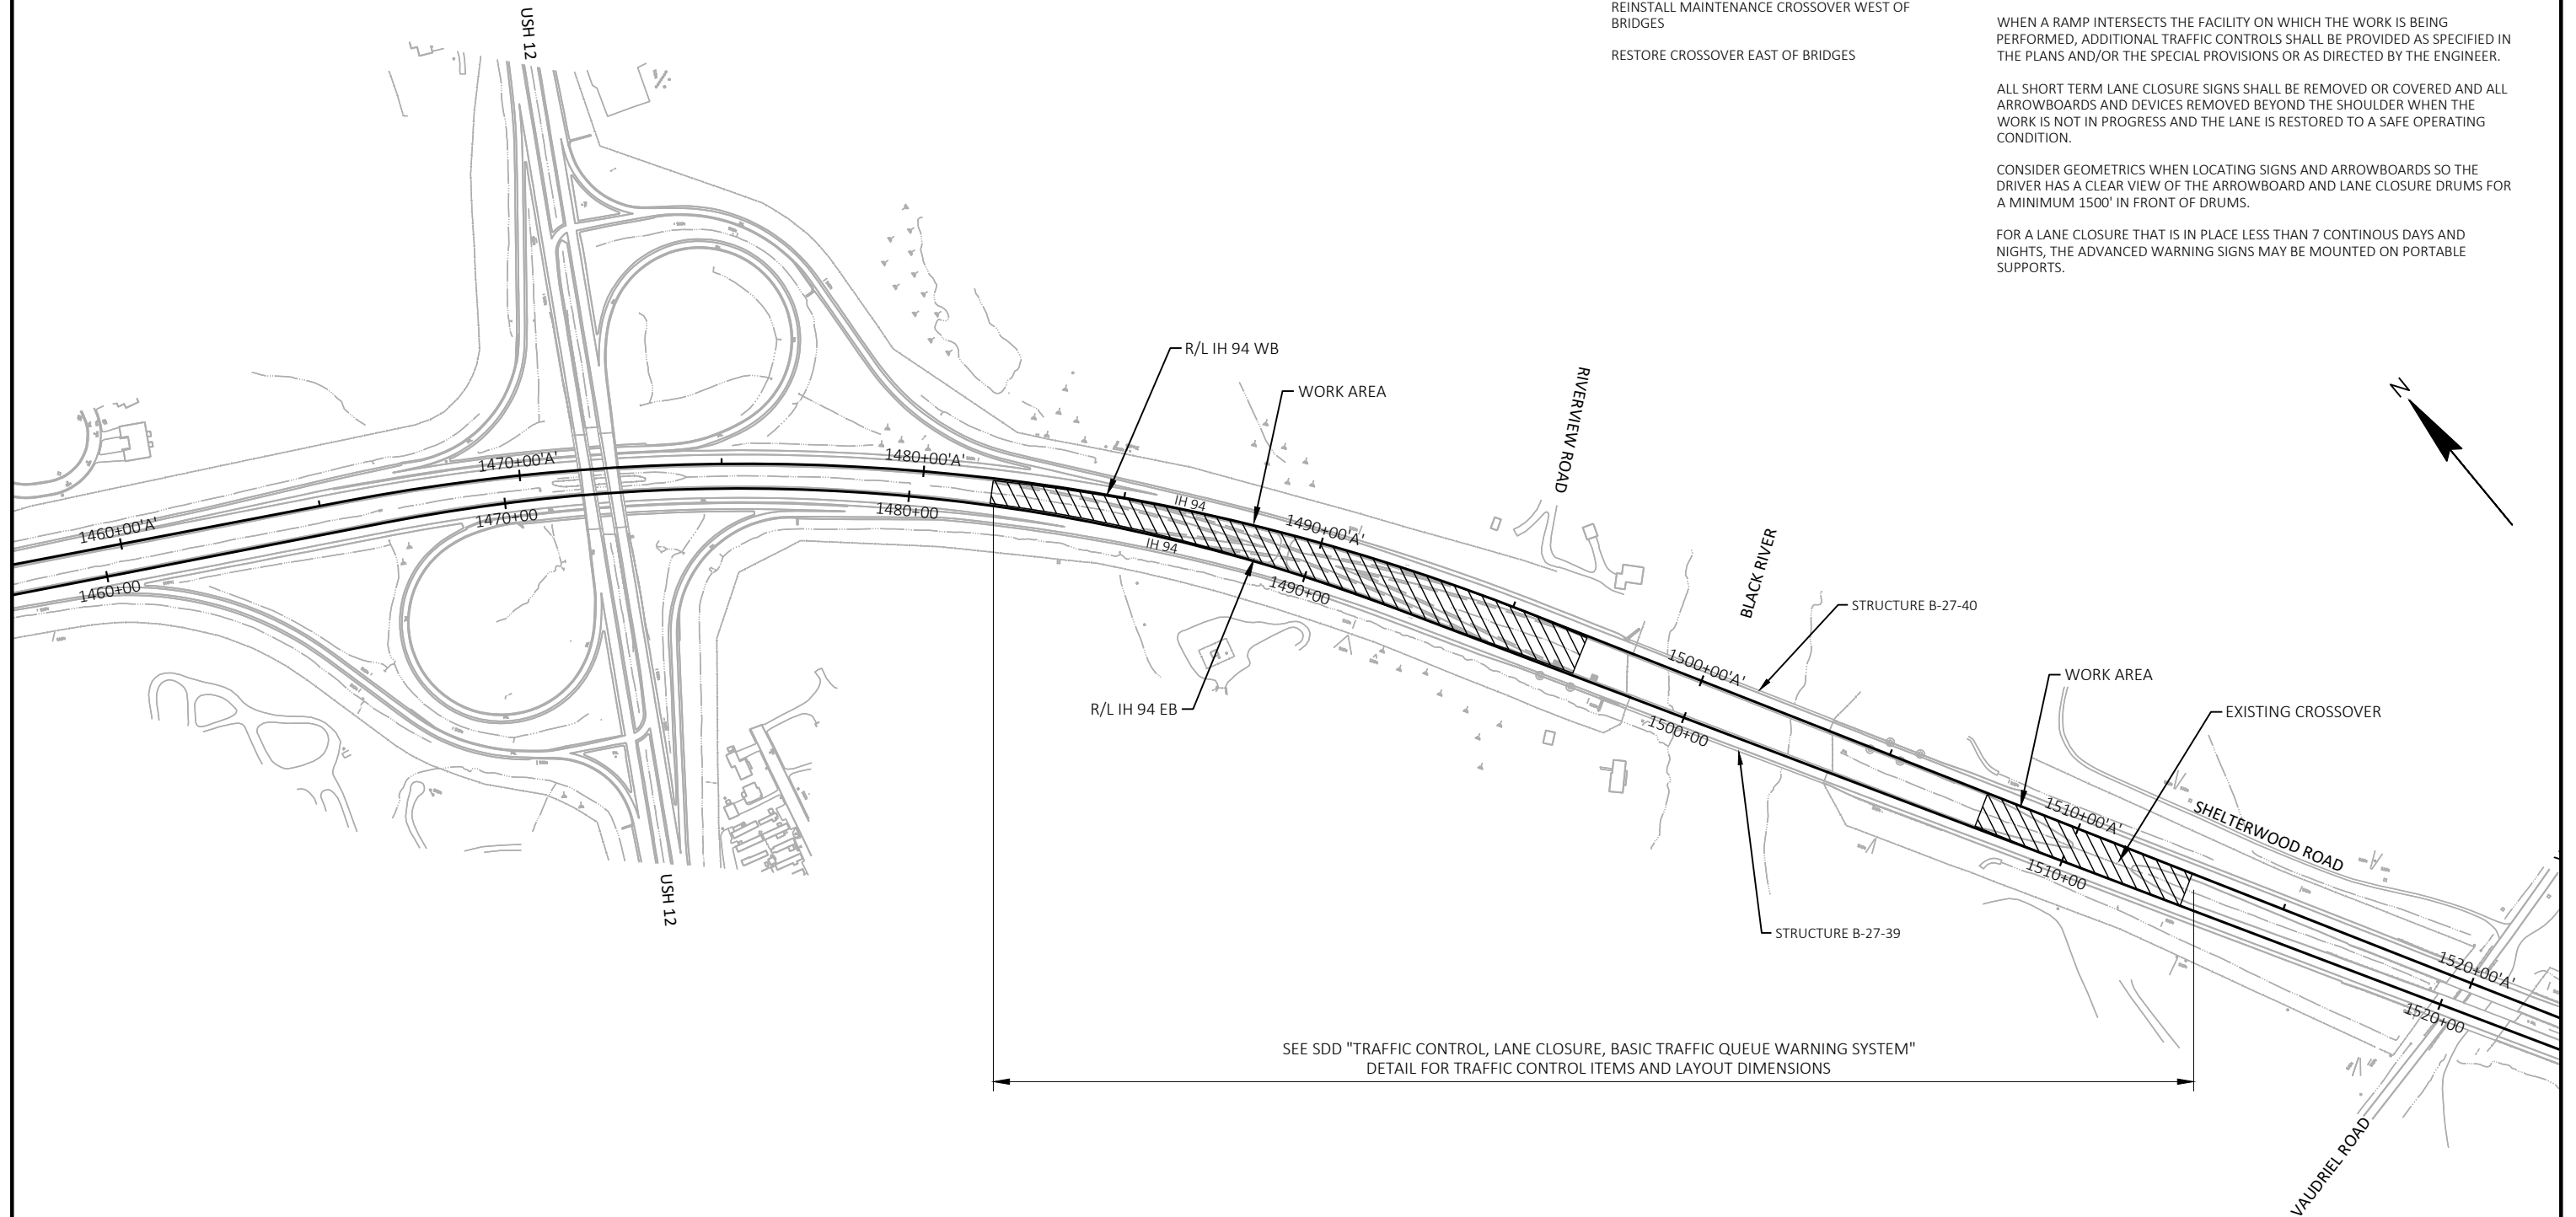 REINSTALL MAINTENANCE CROSSOVER WEST OF
BRIDGES
RESTORE CROSSOVER EAST OF BRIDGES
WHEN A RAMP INTERSECTS THE FACILITY ON WHICH THE WORK IS BEING
PERFORMED, ADDITIONAL TRAFFIC CONTROLS SHALL BE PROVIDED AS SPECIFIED IN
THE PLANS AND/OR THE SPECIAL PROVISIONS OR AS DIRECTED BY THE ENGINEER.
ALL SHORT TERM LANE CLOSURE SIGNS SHALL BE REMOVED OR COVERED AND ALL
ARROWBOARDS AND DEVICES REMOVED BEYOND THE SHOULDER WHEN THE
WORK IS NOT IN PROGRESS AND THE LANE IS RESTORED TO A SAFE OPERATING
CONDITION.
CONSIDER GEOMETRICS WHEN LOCATING SIGNS AND ARROWBOARDS SO THE
DRIVER HAS A CLEAR VIEW OF THE ARROWBOARD AND LANE CLOSURE DRUMS FOR
A MINIMUM 1500' IN FRONT OF DRUMS.
FOR A LANE CLOSURE THAT IS IN PLACE LESS THAN 7 CONTINOUS DAYS AND
NIGHTS, THE ADVANCED WARNING SIGNS MAY BE MOUNTED ON PORTABLE
SUPPORTS.
USH 12
R/L IH 94 WB
WORK AREA
RIVERVIEW ROAD
N
1460+00'A'
1470+00'A'
1480+00'A'
IH 94
1490+00'A'
1460+00
1470+00
1480+00
IH 94
1490+00
BLACK RIVER
STRUCTURE B-27-40
1500+00'A'
WORK AREA
R/L IH 94 EB
1500+00
EXISTING CROSSOVER
1510+00'A'
SHELTERWOOD ROAD
1510+00
USH 12
STRUCTURE B-27-39
1520+00'A'
1520+00
SEE SDD "TRAFFIC CONTROL, LANE CLOSURE, BASIC TRAFFIC QUEUE WARNING SYSTEM"
DETAIL FOR TRAFFIC CONTROL ITEMS AND LAYOUT DIMENSIONS
VAUDRIEL ROAD